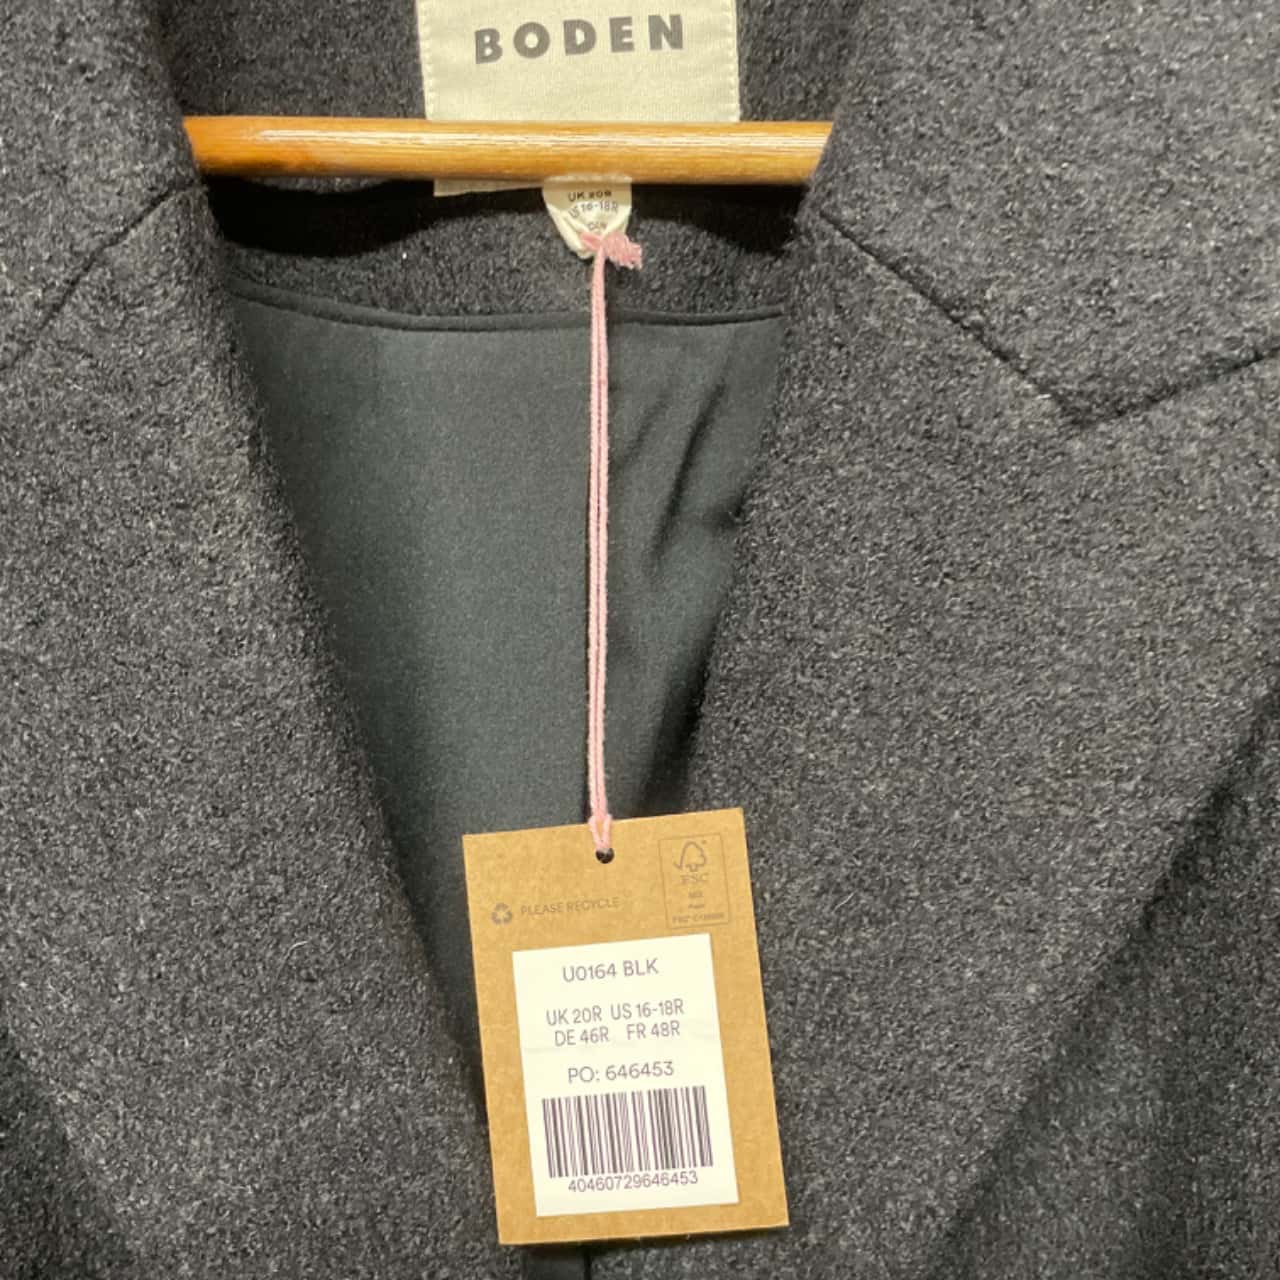 BODEN
UK 20R
US 16-18R
PLEASE RECYCLE
FSC
U0164 BLK
UK 20R US 16-18R
DE 46R FR 48R
PO: 646453
40460729646453